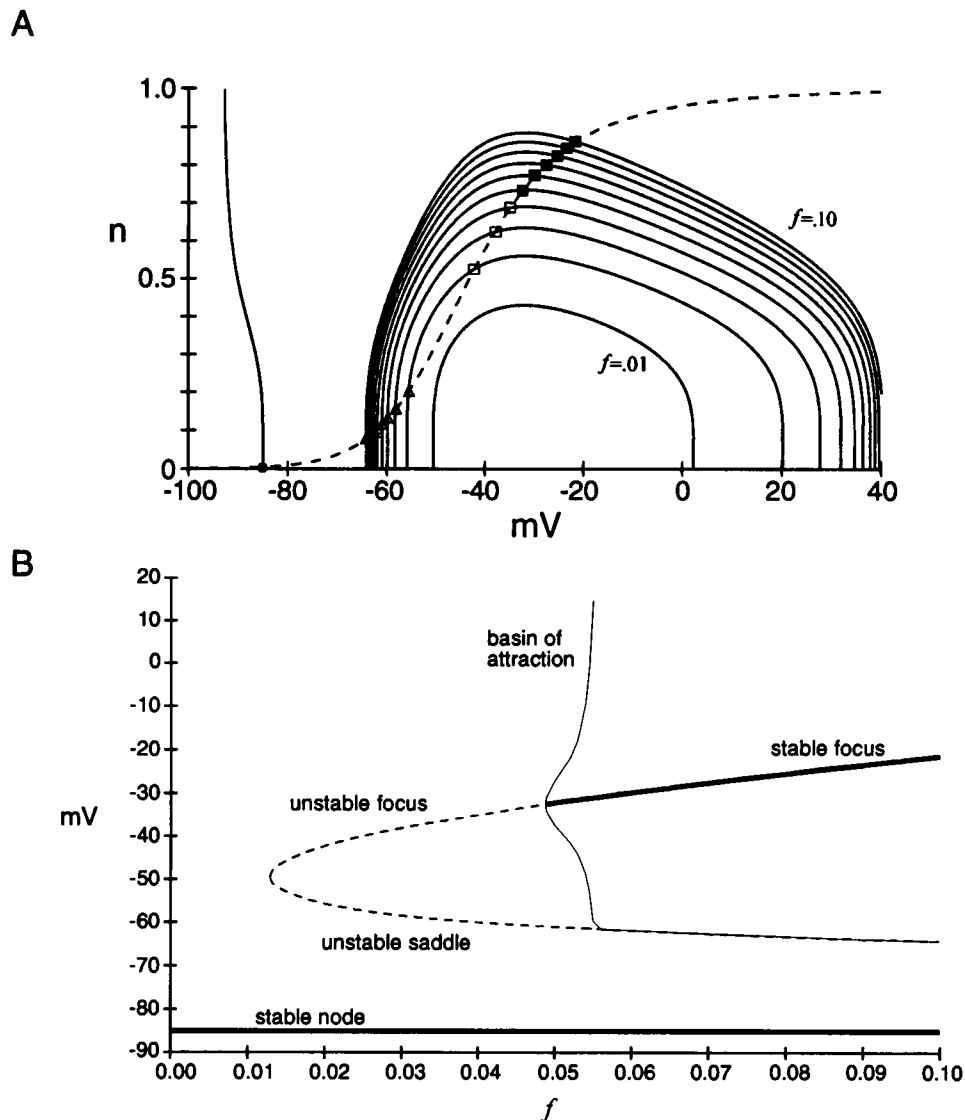 A
1.0
n
f=.10
0.5
f=.01
0
-100 -80 -60 -40 -20 0 20 40
mV
B
20
10
basin of
attraction
0
-10
stable focus
-20
-30
unstable focus
mV
-40
-50
-60
unstable saddle
-70
stable node
-80
-90
0.00 0.01 0.02 0.03 0.04 0.05 0.06 0.07 0.08 0.09 0.10
f